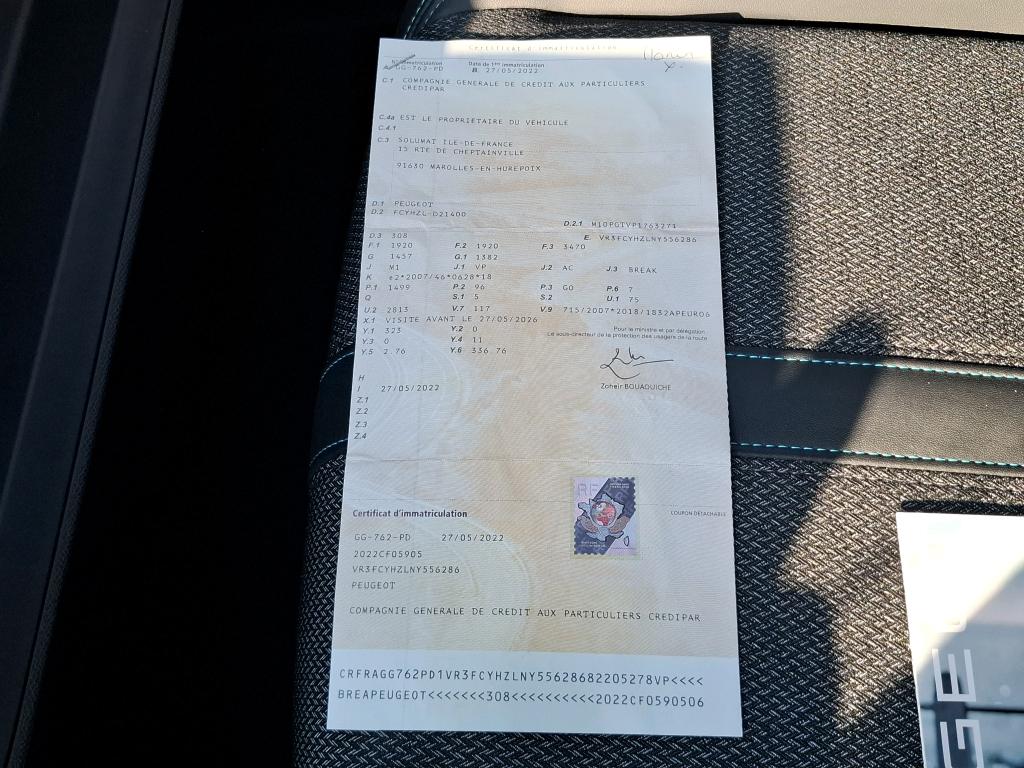 Certificat d'immatriculation
N° Immatriculation Date de 1ère immatriculation
A. GG-762-PD B. 27/05/2022
C.1 COMPAGNIE GENERALE DE CREDIT AUX PARTICULIERS
CREDIPAR
C.4a EST LE PROPRIETAIRE DU VEHICULE
C.4.1
C.3 SOLUMAT ILE-DE-FRANCE
15 RTE DE CHEPTAINVILLE
91630 MAROLLES-EN-HUREPOIX
D.1 PEUGEOT
D.2 FCYHZL-D21400
D.2.1 M10PGTVP1763271
D.3 308 E. VR3FCYHZLNY556286
F.1 1920 F.2 1920 F.3 3470
G 1457 G.1 1382
J M1 J.1 VP J.2 AC J.3 BREAK
K e2*2007/46*0628*18
P.1 1499 P.2 96 P.3 GO P.6 7
Q S.1 5 S.2 U.1 75
U.2 2813 V.7 117 V.9 715/2007*2018/1832APEURO6
X.1 VISITE AVANT LE 27/05/2026
Y.1 323 Y.2 0
Y.3 0 Y.4 11
Y.5 2.76 Y.6 336.76
Pour le ministre et par délégation
Le sous-directeur de la protection des usagers de la route
Zoheir BOUAOUICHE
H
I 27/05/2022
Z.1
Z.2
Z.3
Z.4
RF
Certificat d'immatriculation
COUPON DÉTACHABLE
GG-762-PD 27/05/2022
2022CF05905
VR3FCYHZLNY556286
PEUGEOT
COMPAGNIE GENERALE DE CREDIT AUX PARTICULIERS CREDIPAR
CRFRAGG762PD1VR3FCYHZLNY55628682205278VP<<<<
BREAPEUGEOT<<<<<<<308<<<<<<<<<<2022CF0590506
GE